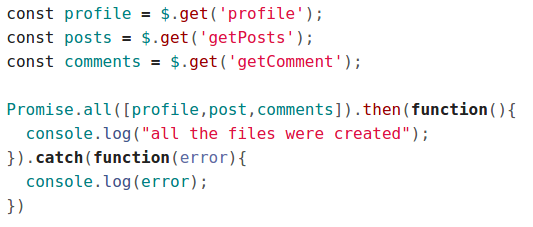 const profile = $.get('profile');
const posts = $.get('getPosts');
const comments = $.get('getComment');

Promise.all([profile,post,comments]).then(function(){
  console.log("all the files were created");
}).catch(function(error){
  console.log(error);
})